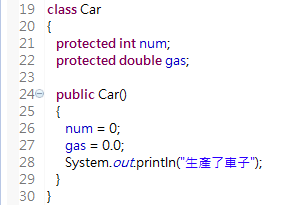 19 class Car
20 {
21 protected int num;
22 protected double gas;
23
24 public Car()
25 {
26 num = 0;
27 gas = 0.0;
28 System.out.println("生產了車子");
29 }
30 }